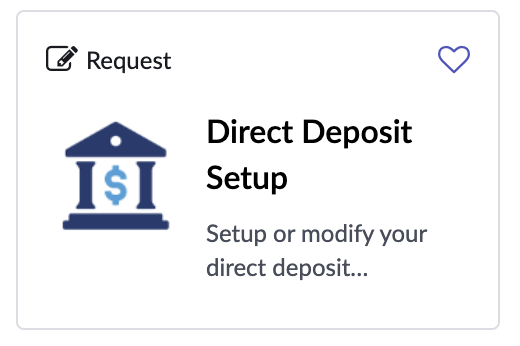 Request
Direct Deposit
Setup
$
Setup or modify your
direct deposit...